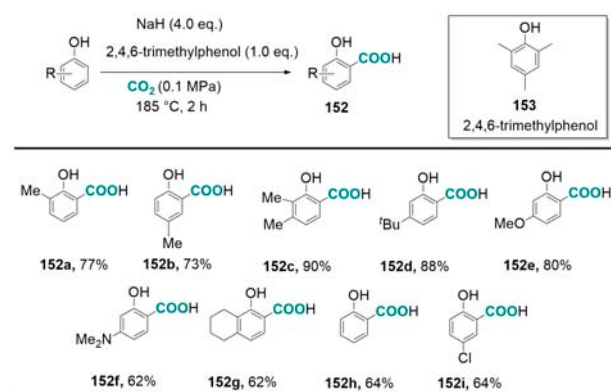 OH
R
NaH (4.0 eq.)
2,4,6-trimethylphenol (1.0 eq.)
CO2 (0.1 MPa)
185 °C, 2 h
OH
COOH
R
152
OH
153
2,4,6-trimethylphenol
OH
Me
COOH
152a, 77%
OH
COOH
Me
152b, 73%
OH
Me
COOH
Me
152c, 90%
OH
COOH
tBu
152d, 88%
OH
COOH
MeO
152e, 80%
OH
COOH
Me2N
152f, 62%
OH
COOH
152g, 62%
OH
COOH
152h, 64%
OH
COOH
Cl
152i, 64%